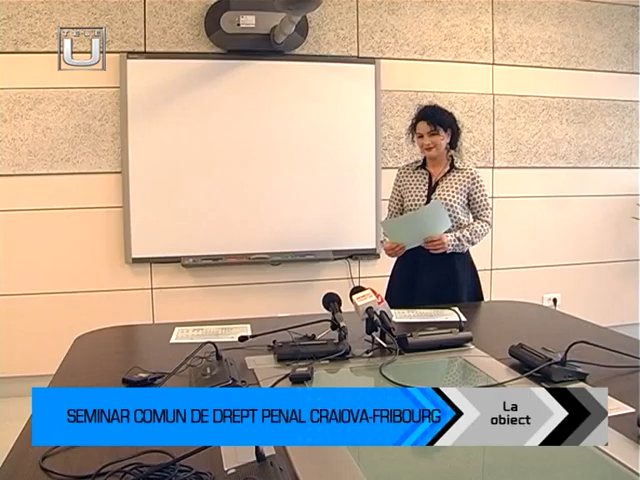 TELE
U
SEMINAR COMUN DE DREPT PENAL CRAIOVA-FRIBOURG
La
obiect